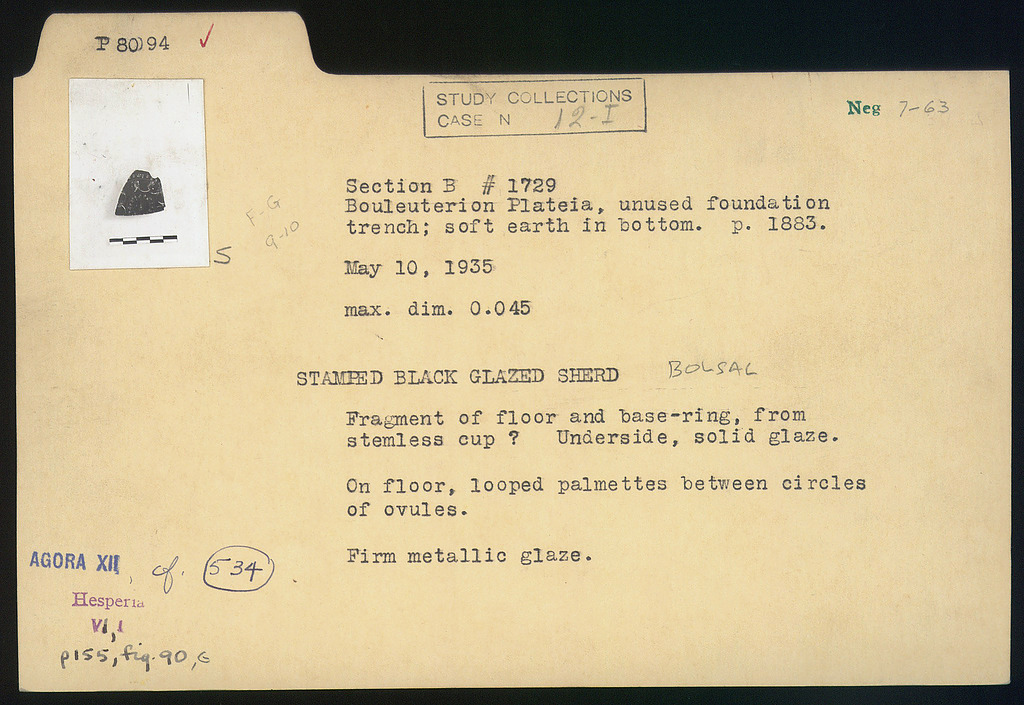 P 8094 ✓
STUDY COLLECTIONS
CASE N 12-I
Neg 7-63
Section B # 1729
Bouleuterion Plateia, unused foundation
trench; soft earth in bottom. p. 1883.
F-G
9-10
S
May 10, 1935
max. dim. 0.045
STAMPED BLACK GLAZED SHERD BOLSAL
Fragment of floor and base-ring, from
stemless cup ? Underside, solid glaze.
On floor, looped palmettes between circles
of ovules.
Firm metallic glaze.
AGORA XII, cf. 534
Hesperia
VI, 1
p155, fig. 90, G